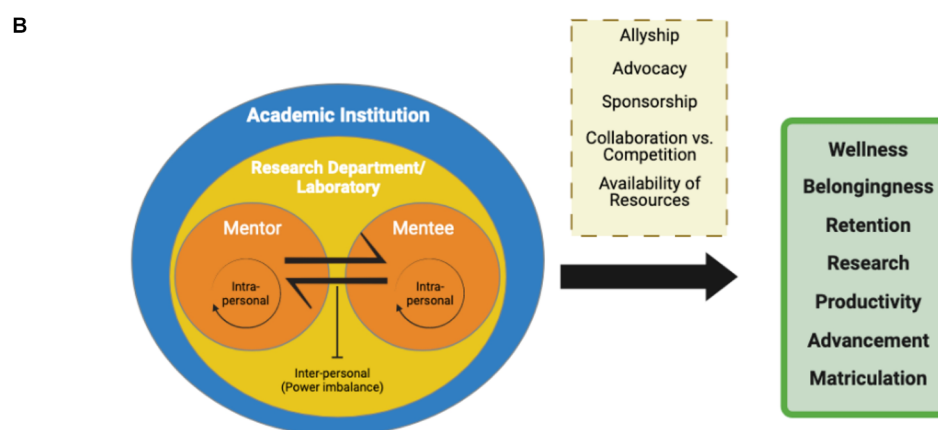 B
Academic Institution
Research Department/
Laboratory
Mentor
Mentee
Intra-
personal
Intra-
personal
Inter-personal
(Power imbalance)
Allyship
Advocacy
Sponsorship
Collaboration vs.
Competition
Availability of
Resources
Wellness
Belongingness
Retention
Research
Productivity
Advancement
Matriculation